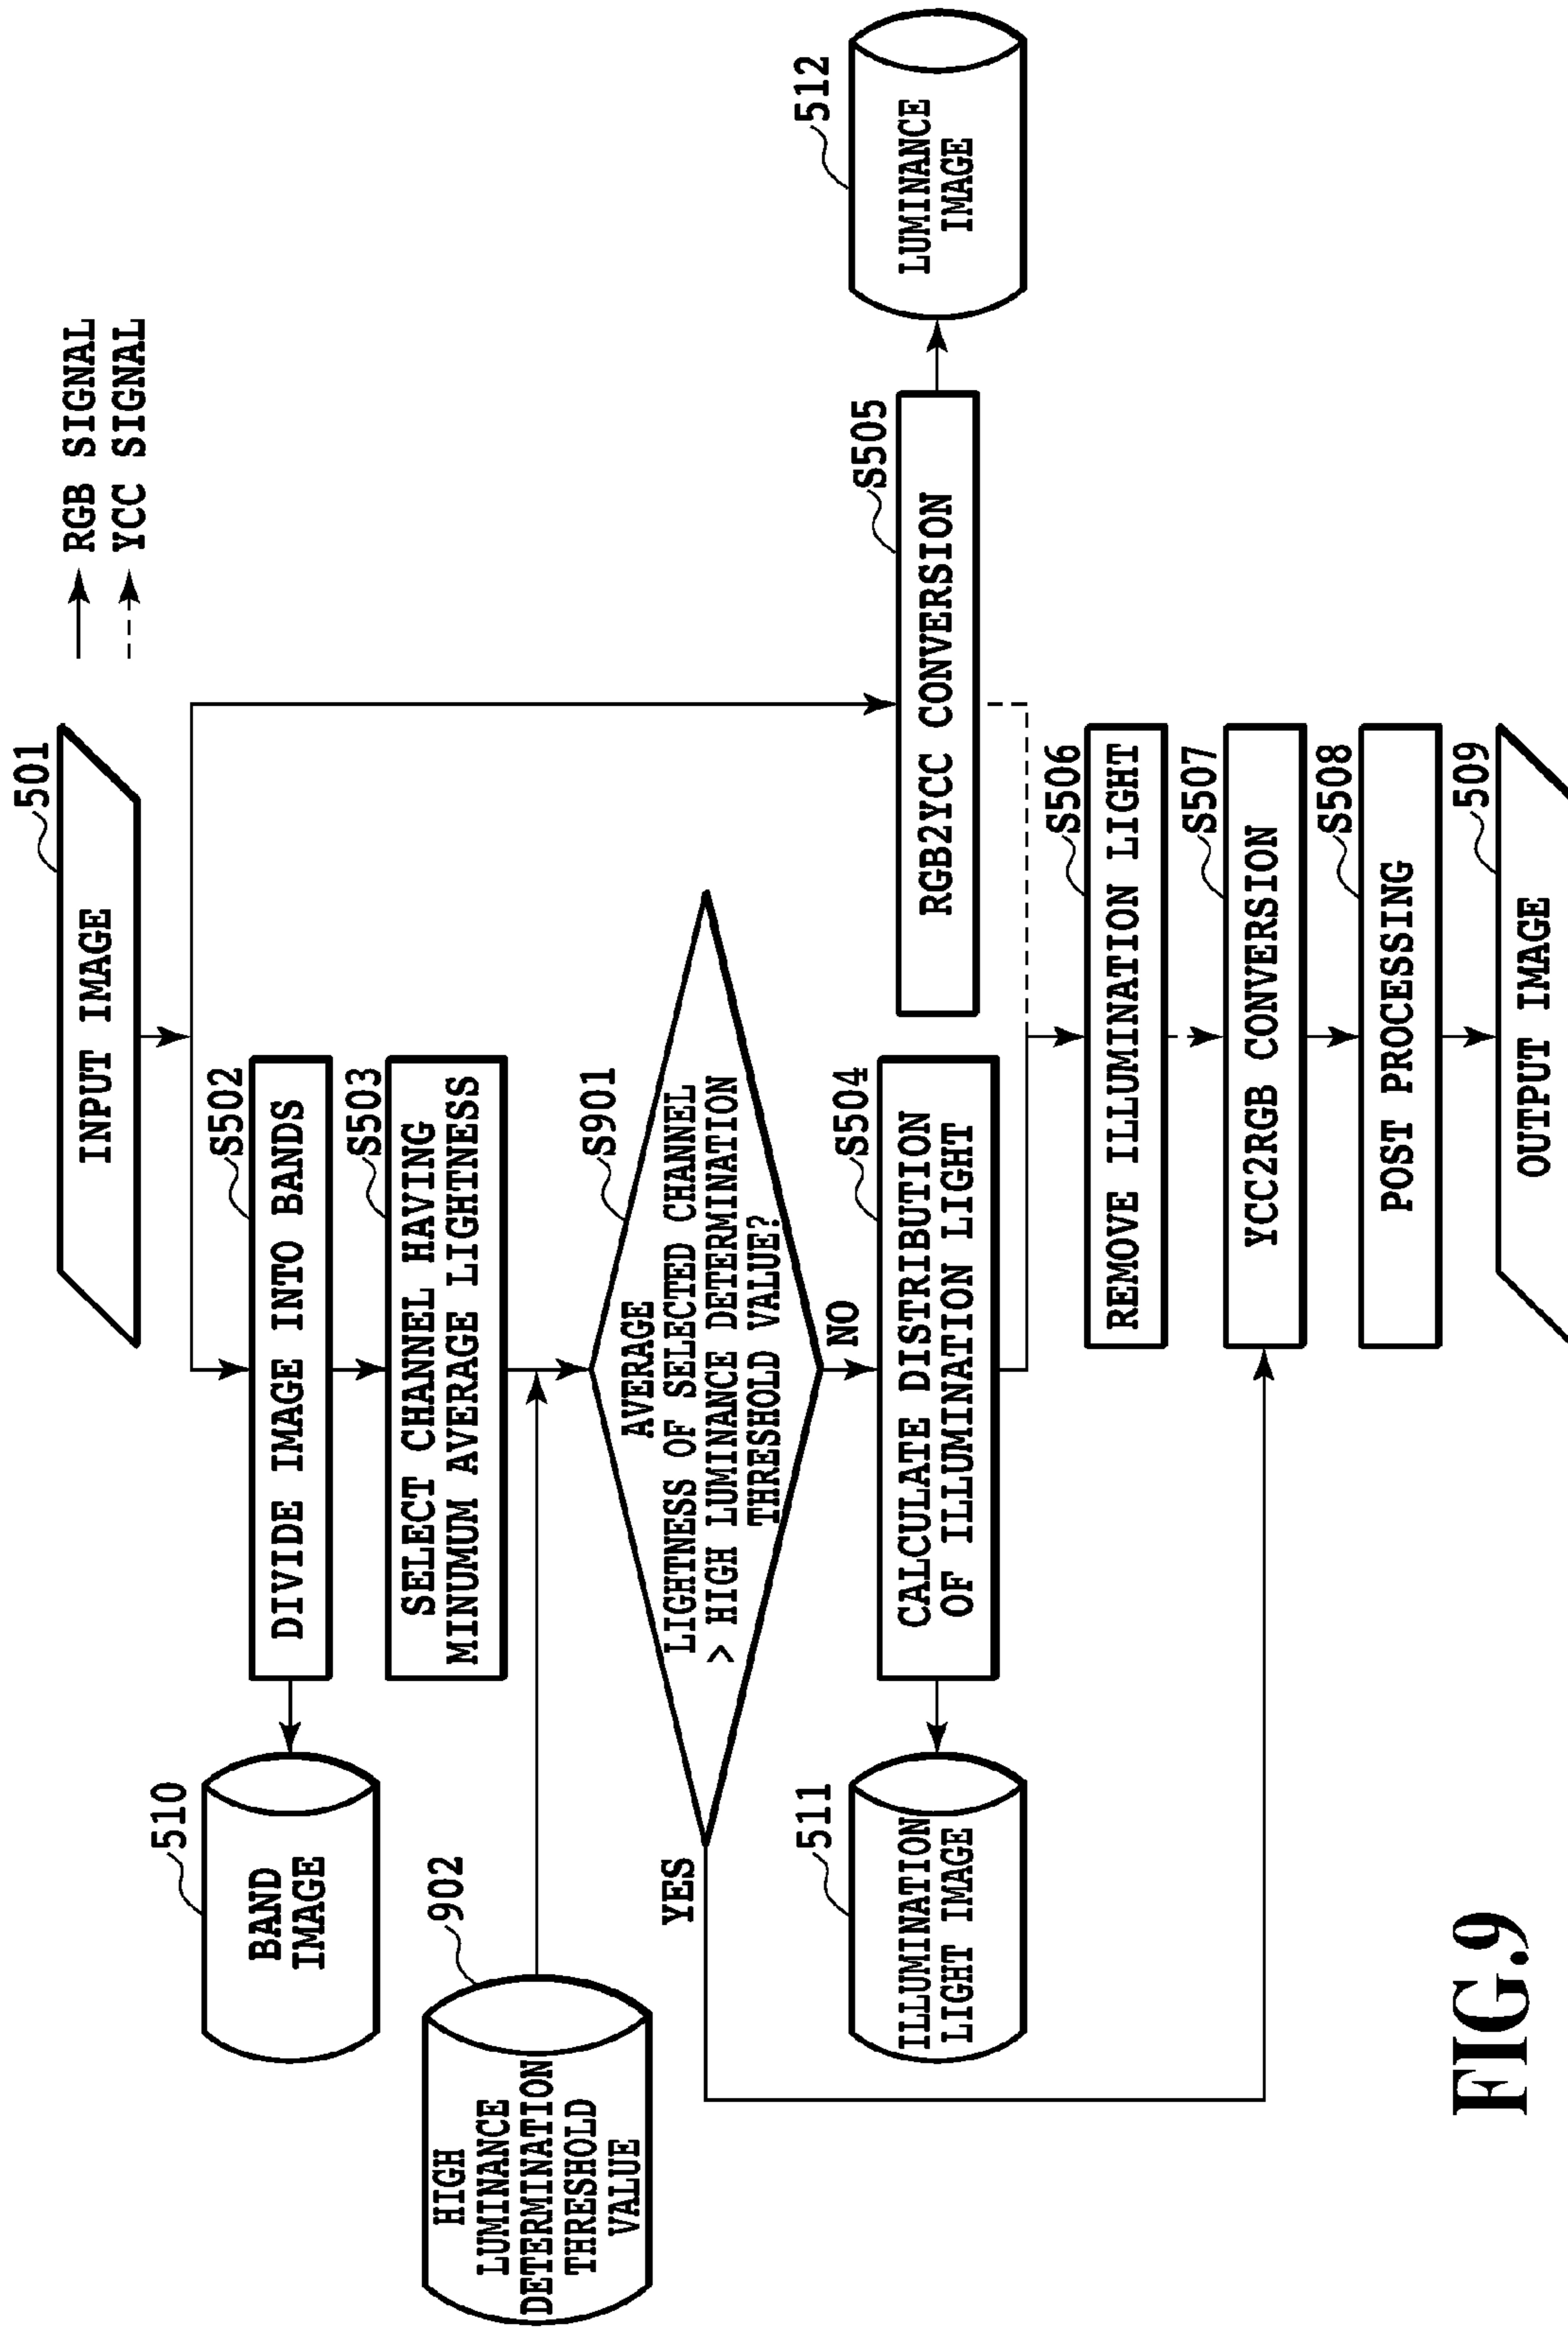 RGB SIGNAL
YCC SIGNAL
501
INPUT IMAGE
S502
DIVIDE IMAGE INTO BANDS
510
BAND
IMAGE
S503
SELECT CHANNEL HAVING
MINUMUM AVERAGE LIGHTNESS
902
HIGH
LUMINANCE
DETERMINATION
THRESHOLD
VALUE
S901
AVERAGE
LIGHTNESS OF SELECTED CHANNEL
> HIGH LUMINANCE DETERMINATION
THRESHOLD VALUE?
YES
NO
S504
CALCULATE DISTRIBUTION
OF ILLUMINATION LIGHT
511
ILLUMINATION
LIGHT IMAGE
S505
RGB2YCC CONVERSION
512
LUMINANCE
IMAGE
S506
REMOVE ILLUMINATION LIGHT
S507
YCC2RGB CONVERSION
S508
POST PROCESSING
509
OUTPUT IMAGE
FIG.9